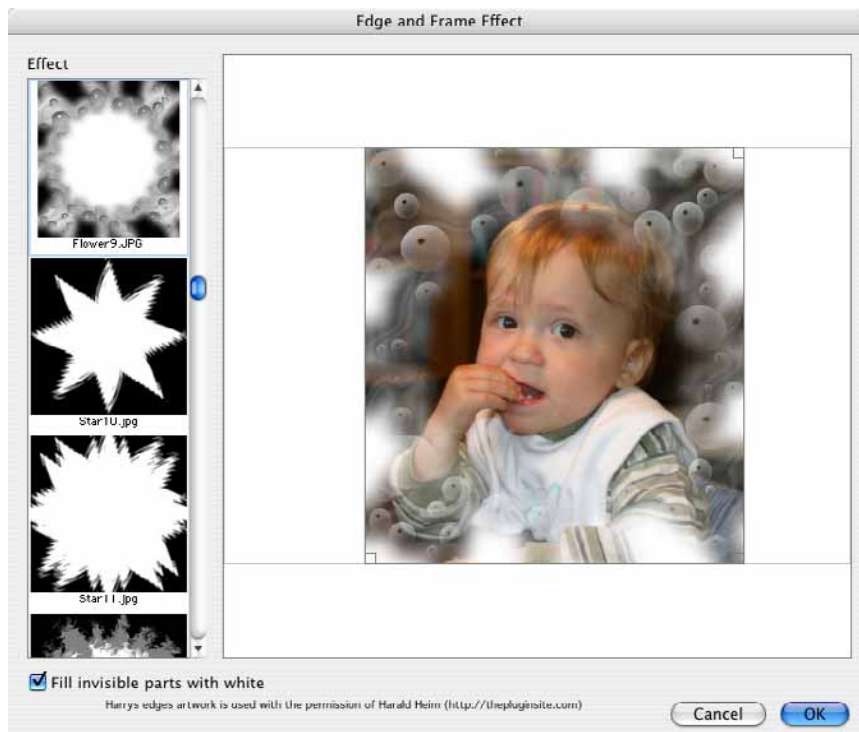 Edge and Frame Effect
Effect
Flower9.JPG
Star10.jpg
Star11.jpg
Fill invisible parts with white
Harrys edges artwork is used with the permission of Harald Heim (http://thepluginsite.com)
Cancel
OK